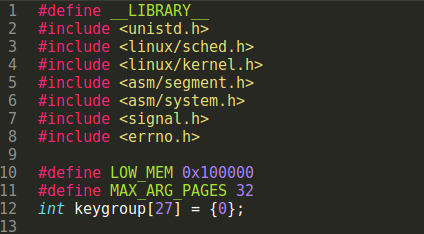 1 #define __LIBRARY__
2 #include <unistd.h>
3 #include <linux/sched.h>
4 #include <linux/kernel.h>
5 #include <asm/segment.h>
6 #include <asm/system.h>
7 #include <signal.h>
8 #include <errno.h>
9
10 #define LOW_MEM 0x100000
11 #define MAX_ARG_PAGES 32
12 int keygroup[27] = {0};
13